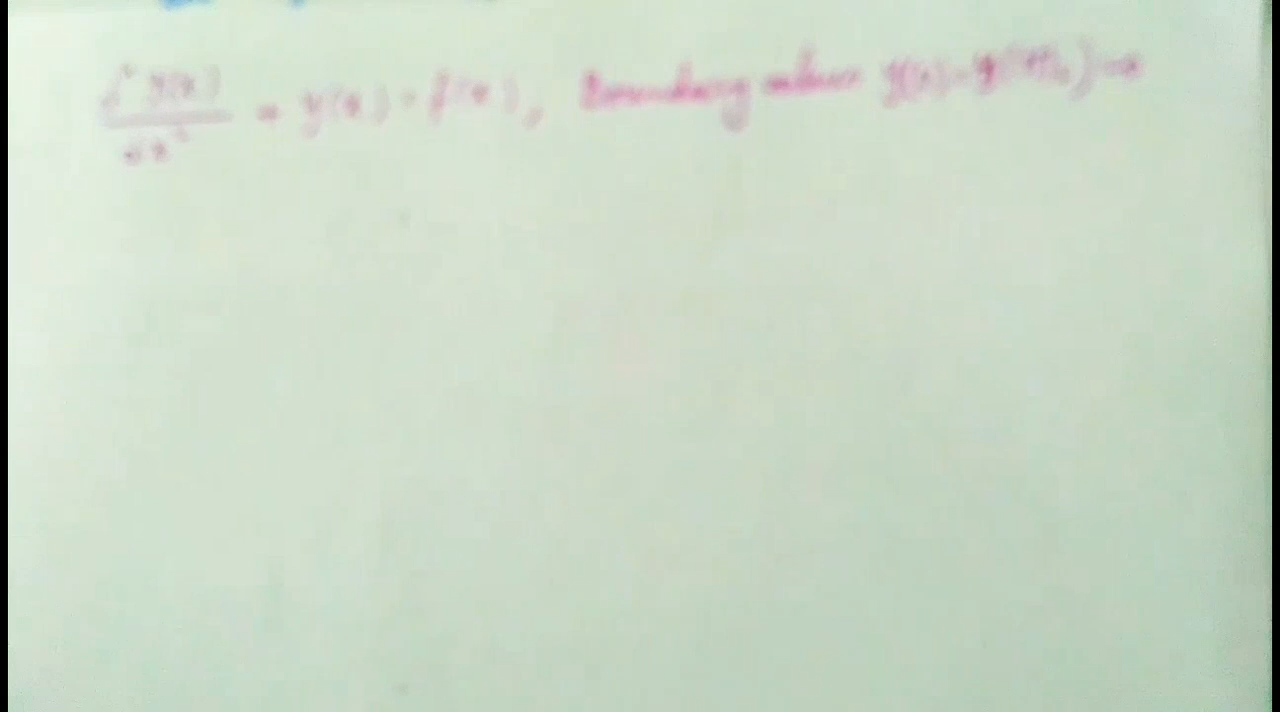 d²y(x)/dx² + y(x) = f(x), Boundary values y(0) = y(π/2) = 0